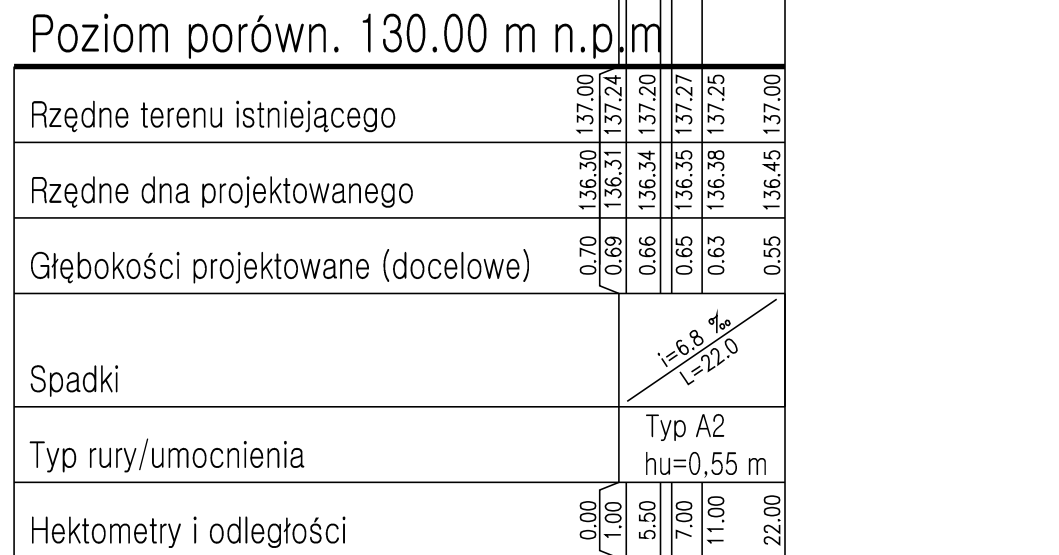 Poziom porówn. 130.00 m n.p.m
Rzędne terenu istniejącego 137.00 137.24 137.20 137.27 137.25 137.00
Rzędne dna projektowanego 136.30 136.31 136.34 136.35 136.38 136.45
Głębokości projektowane (docelowe) 0.70 0.69 0.66 0.65 0.63 0.55
i=6.8 ‰
L=22.0
Spadki
Typ A2
Typ rury/umocnienia
hu=0,55 m
Hektometry i odległości 0.00 1.00 5.50 7.00 11.00 22.00